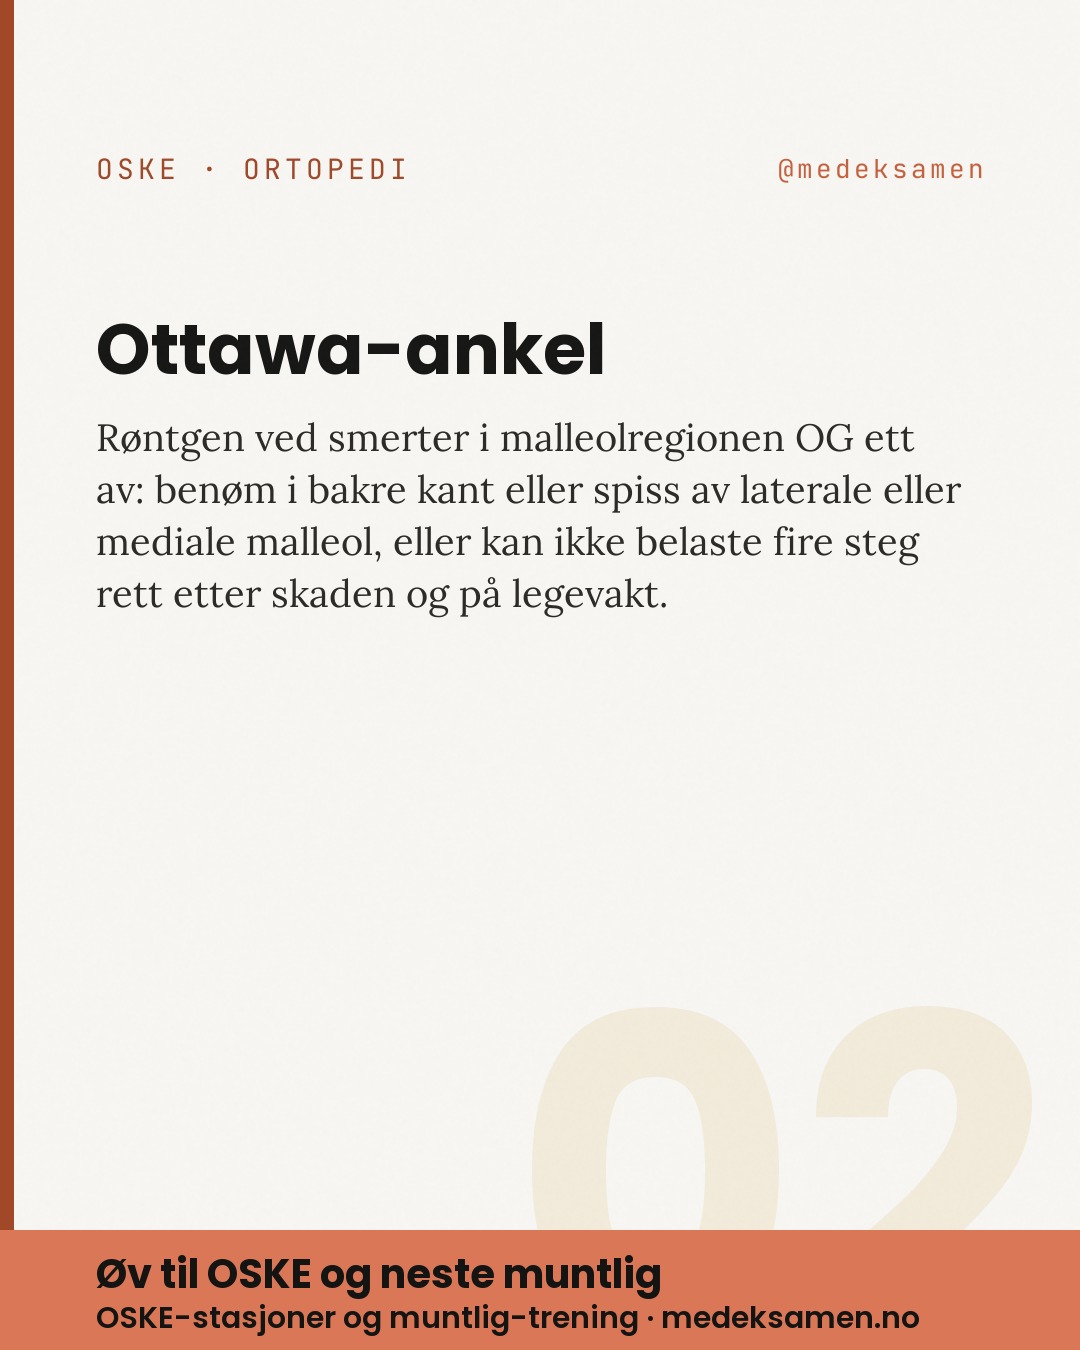 OSKE · ORTOPEDI
@medeksamen
Ottawa-ankel
Røntgen ved smerter i malleolregionen OG ett
av: benøm i bakre kant eller spiss av laterale eller
mediale malleol, eller kan ikke belaste fire steg
rett etter skaden og på legevakt.
02
Øv til OSKE og neste muntlig
OSKE-stasjoner og muntlig-trening · medeksamen.no